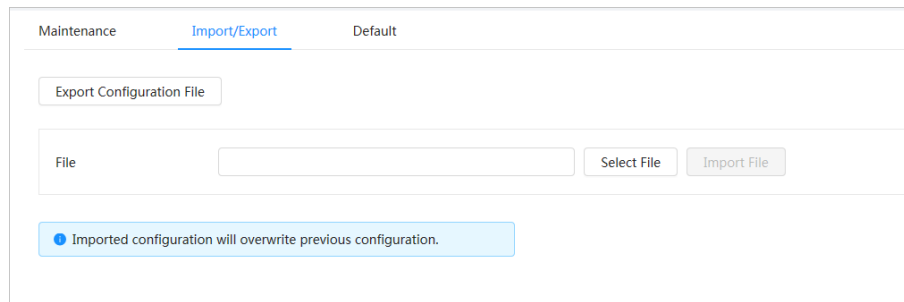 Maintenance Import/Export Default
Export Configuration File
File Select File Import File
Imported configuration will overwrite previous configuration.